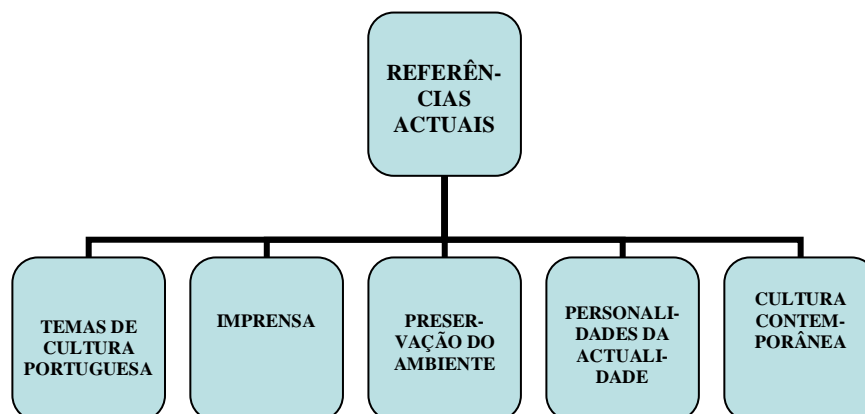 REFERÊN-
CIAS
ACTUAIS
TEMAS DE
CULTURA
PORTUGUESA
IMPRENSA
PRESER-
VAÇÃO DO
AMBIENTE
PERSONALI-
DADES DA
ACTUALI-
DADE
CULTURA
CONTEM-
PORÂNEA